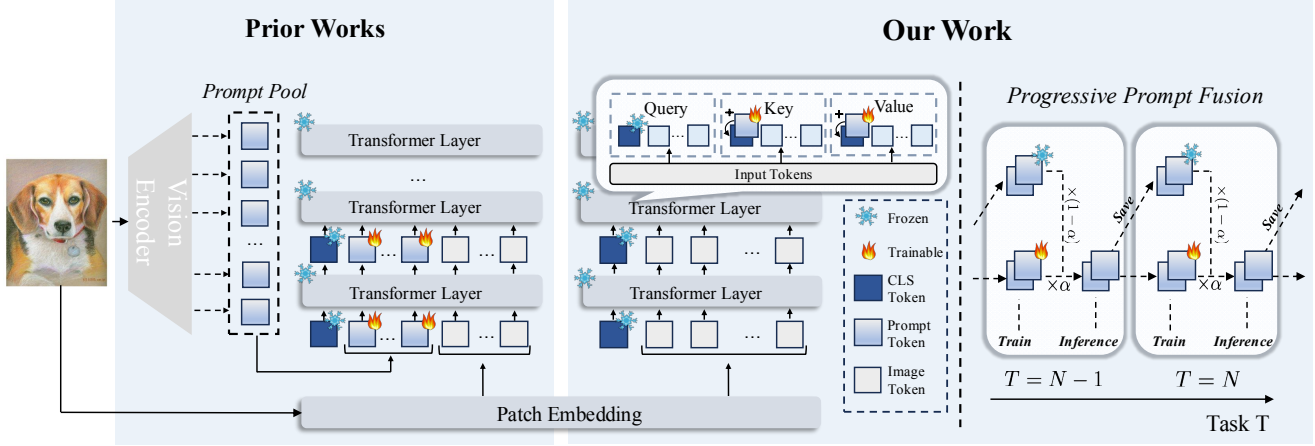 Prior Works
Our Work
Prompt Pool
Vision
Encoder
...
Transformer Layer
...
Transformer Layer
... ...
Transformer Layer
... ...
Patch Embedding
Query
Key
Value
... ... ...
Input Tokens
Transformer Layer
...
Transformer Layer
...
Frozen
Trainable
CLS
Token
Prompt
Token
Image
Token
Progressive Prompt Fusion
×(1 − α)
×α
Save
Train
Inference
×(1 − α)
×α
Save
Train
Inference
T = N − 1
T = N
Task T